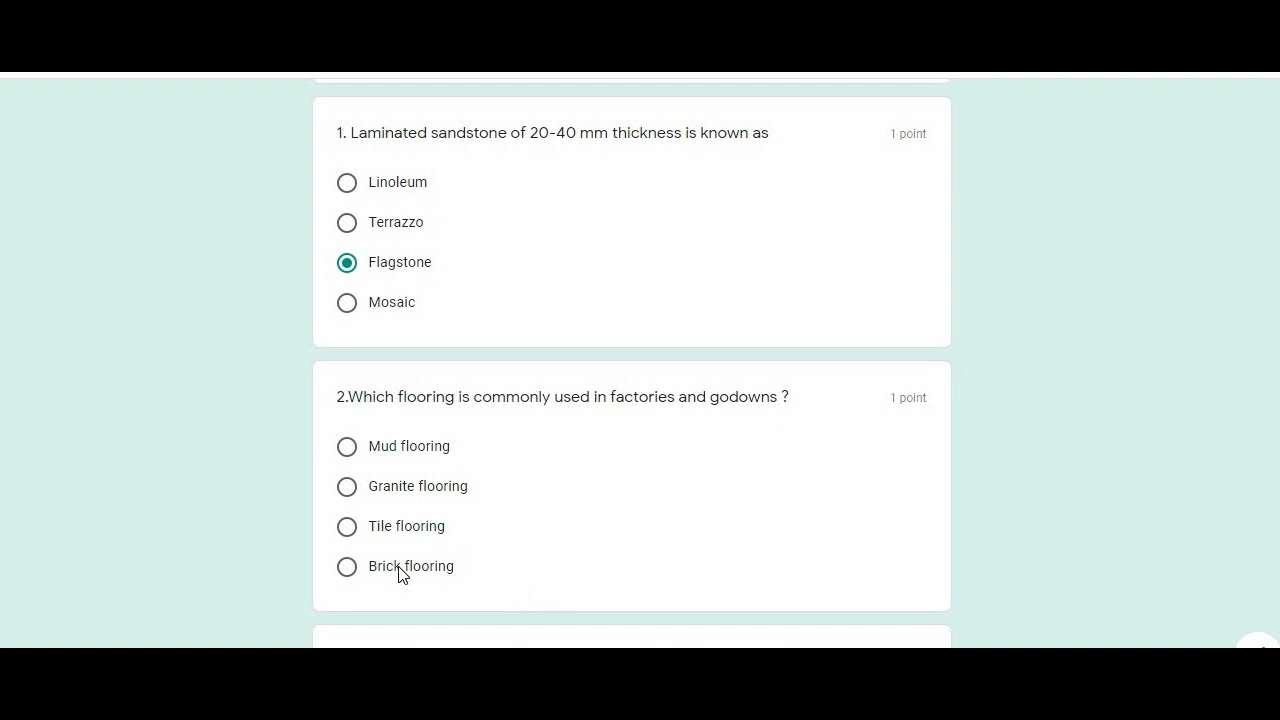 1. Laminated sandstone of 20-40 mm thickness is known as
1 point
Linoleum
Terrazzo
Flagstone
Mosaic
2.Which flooring is commonly used in factories and godowns ?
1 point
Mud flooring
Granite flooring
Tile flooring
Brick flooring